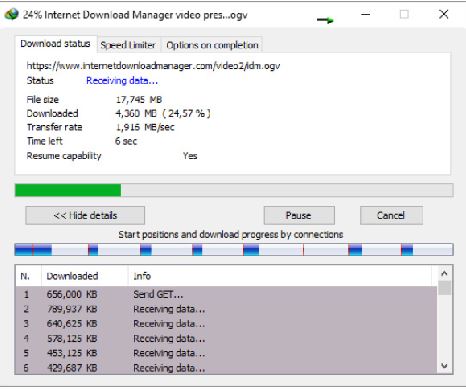 24% Internet Download Manager video pres...ogv
Download status Speed Limiter Options on completion
https://www.internetdownloadmanager.com/video2/idm.ogv
Status Receiving data...
File size 17,745 MB
Downloaded 4,360 MB ( 24,57 % )
Transfer rate 1,916 MB/sec
Time left 6 sec
Resume capability Yes
<< Hide details Pause Cancel
Start positions and download progress by connections
N. Downloaded Info
1 656,000 KB Send GET...
2 789,937 KB Receiving data...
3 640,625 KB Receiving data...
4 578,125 KB Receiving data...
5 453,125 KB Receiving data...
6 429,687 KB Receiving data...